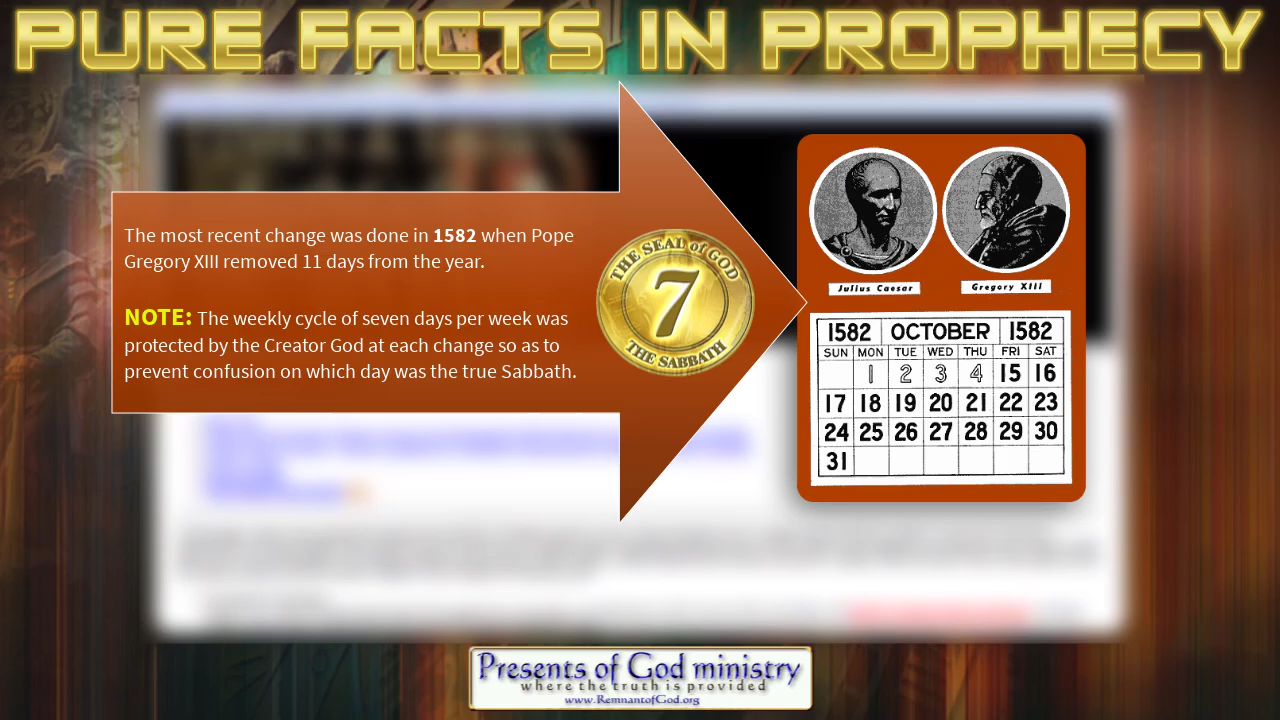 PURE FACTS IN PROPHECY
The most recent change was done in 1582 when Pope
Gregory XIII removed 11 days from the year.
NOTE: The weekly cycle of seven days per week was
protected by the Creator God at each change so as to
prevent confusion on which day was the true Sabbath.
THE SEAL of GOD
7
THE SABBATH
Julius Caesar
Gregory XIII
1582 OCTOBER 1582
SUN MON TUE WED THU FRI SAT
1 2 3 4 15 16
17 18 19 20 21 22 23
24 25 26 27 28 29 30
31
Presents of God ministry
where the truth is provided
www.RemnantofGod.org